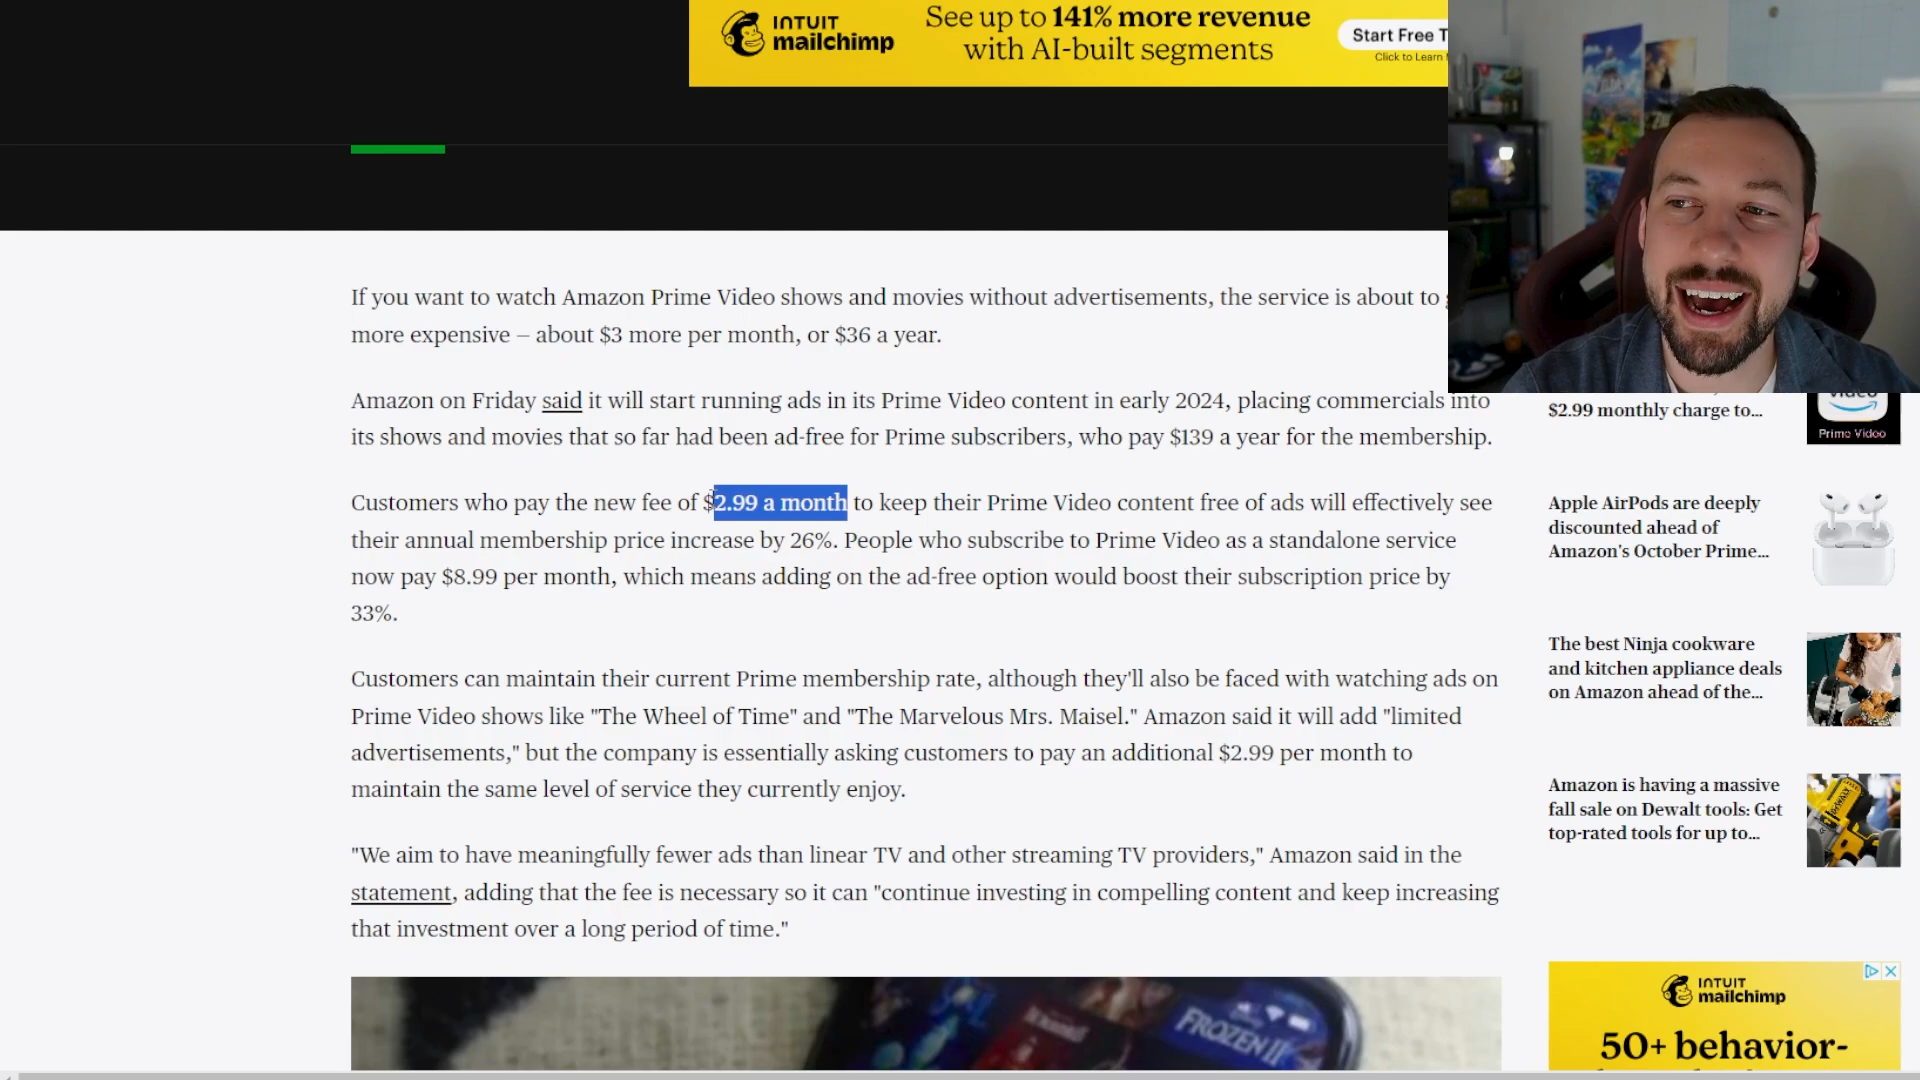 INTUIT
mailchimp
See up to 141% more revenue
with AI-built segments
Start Free
Click to Learn
If you want to watch Amazon Prime Video shows and movies without advertisements, the service is about to
more expensive — about $3 more per month, or $36 a year.
Amazon on Friday said it will start running ads in its Prime Video content in early 2024, placing commercials into
its shows and movies that so far had been ad-free for Prime subscribers, who pay $139 a year for the membership.
Customers who pay the new fee of $2.99 a month to keep their Prime Video content free of ads will effectively see
their annual membership price increase by 26%. People who subscribe to Prime Video as a standalone service
now pay $8.99 per month, which means adding on the ad-free option would boost their subscription price by
33%.
Customers can maintain their current Prime membership rate, although they'll also be faced with watching ads on
Prime Video shows like "The Wheel of Time" and "The Marvelous Mrs. Maisel." Amazon said it will add "limited
advertisements," but the company is essentially asking customers to pay an additional $2.99 per month to
maintain the same level of service they currently enjoy.
"We aim to have meaningfully fewer ads than linear TV and other streaming TV providers," Amazon said in the
statement, adding that the fee is necessary so it can "continue investing in compelling content and keep increasing
that investment over a long period of time."
FROZEN II
$2.99 monthly charge to...
video
Prime Video
Apple AirPods are deeply
discounted ahead of
Amazon's October Prime...
The best Ninja cookware
and kitchen appliance deals
on Amazon ahead of the...
Amazon is having a massive
fall sale on Dewalt tools: Get
top-rated tools for up to...
DEWALT
INTUIT
mailchimp
50+ behavior-